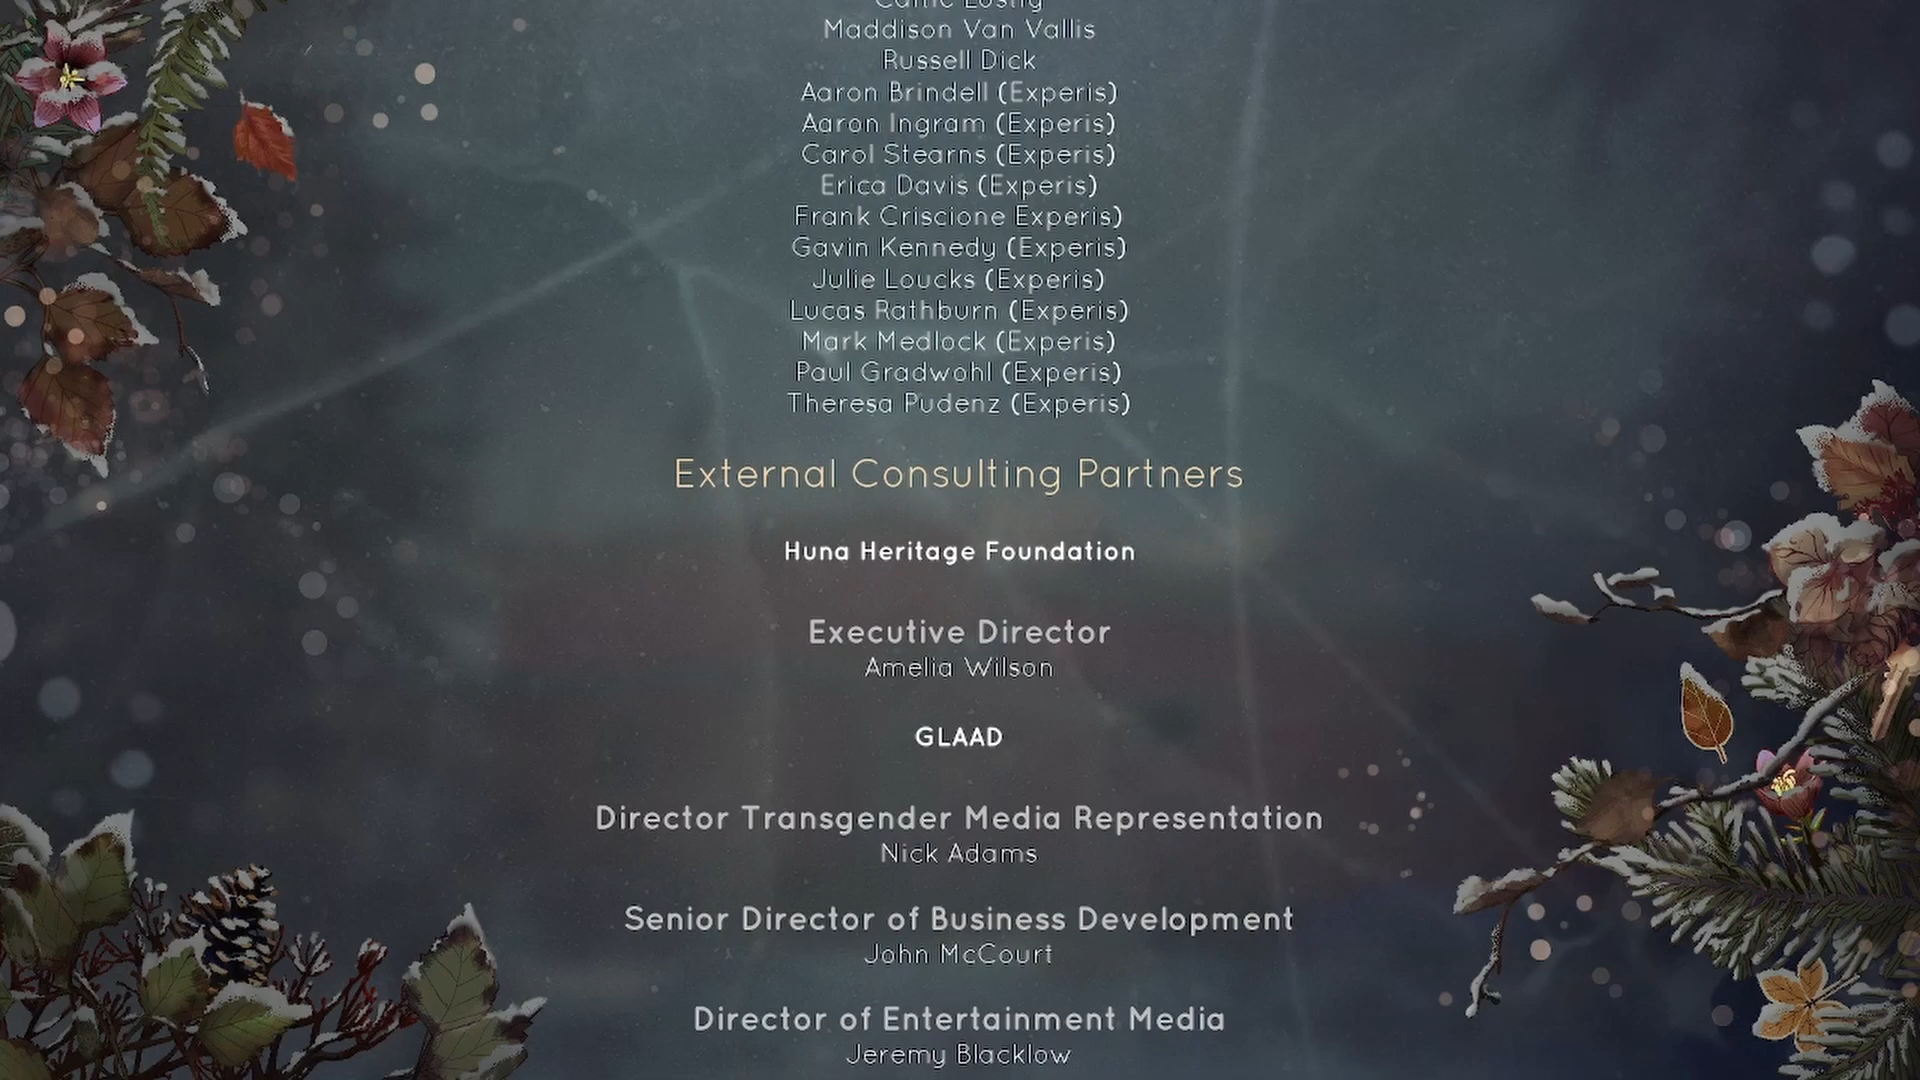 Maddison Van Vallis
Russell Dick
Aaron Brindell (Experis)
Aaron Ingram (Experis)
Carol Stearns (Experis)
Erica Davis (Experis)
Frank Criscione Experis)
Gavin Kennedy (Experis)
Julie Loucks (Experis)
Lucas Rathburn (Experis)
Mark Medlock (Experis)
Paul Gradwohl (Experis)
Theresa Pudenz (Experis)
External Consulting Partners
Huna Heritage Foundation
Executive Director
Amelia Wilson
GLAAD
Director Transgender Media Representation
Nick Adams
Senior Director of Business Development
John McCourt
Director of Entertainment Media
Jeremy Blacklow